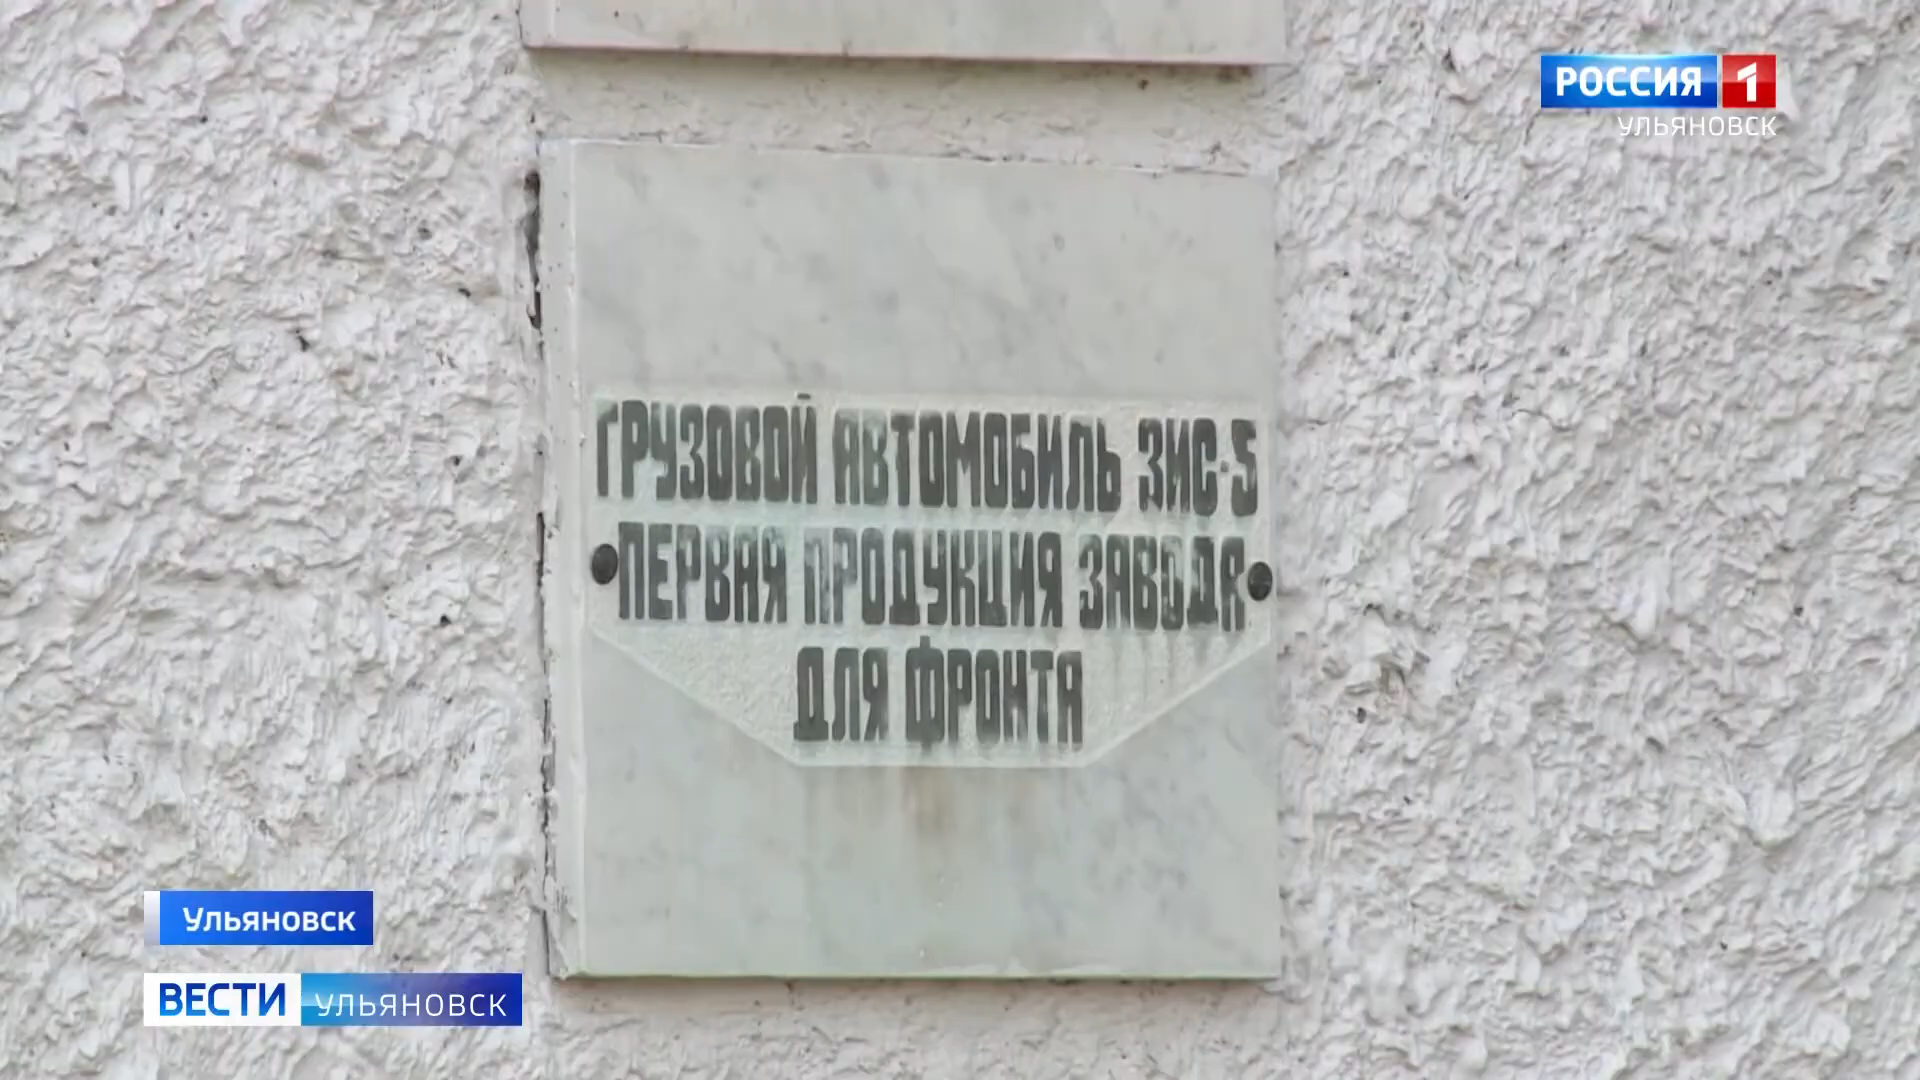 РОССИЯ 1
УЛЬЯНОВСК
ГРУЗОВОЙ АВТОМОБИЛЬ ЗИС-5
ПЕРВАЯ ПРОДУКЦИЯ ЗАВОДА
ДЛЯ ФРОНТА
Ульяновск
ВЕСТИ УЛЬЯНОВСК